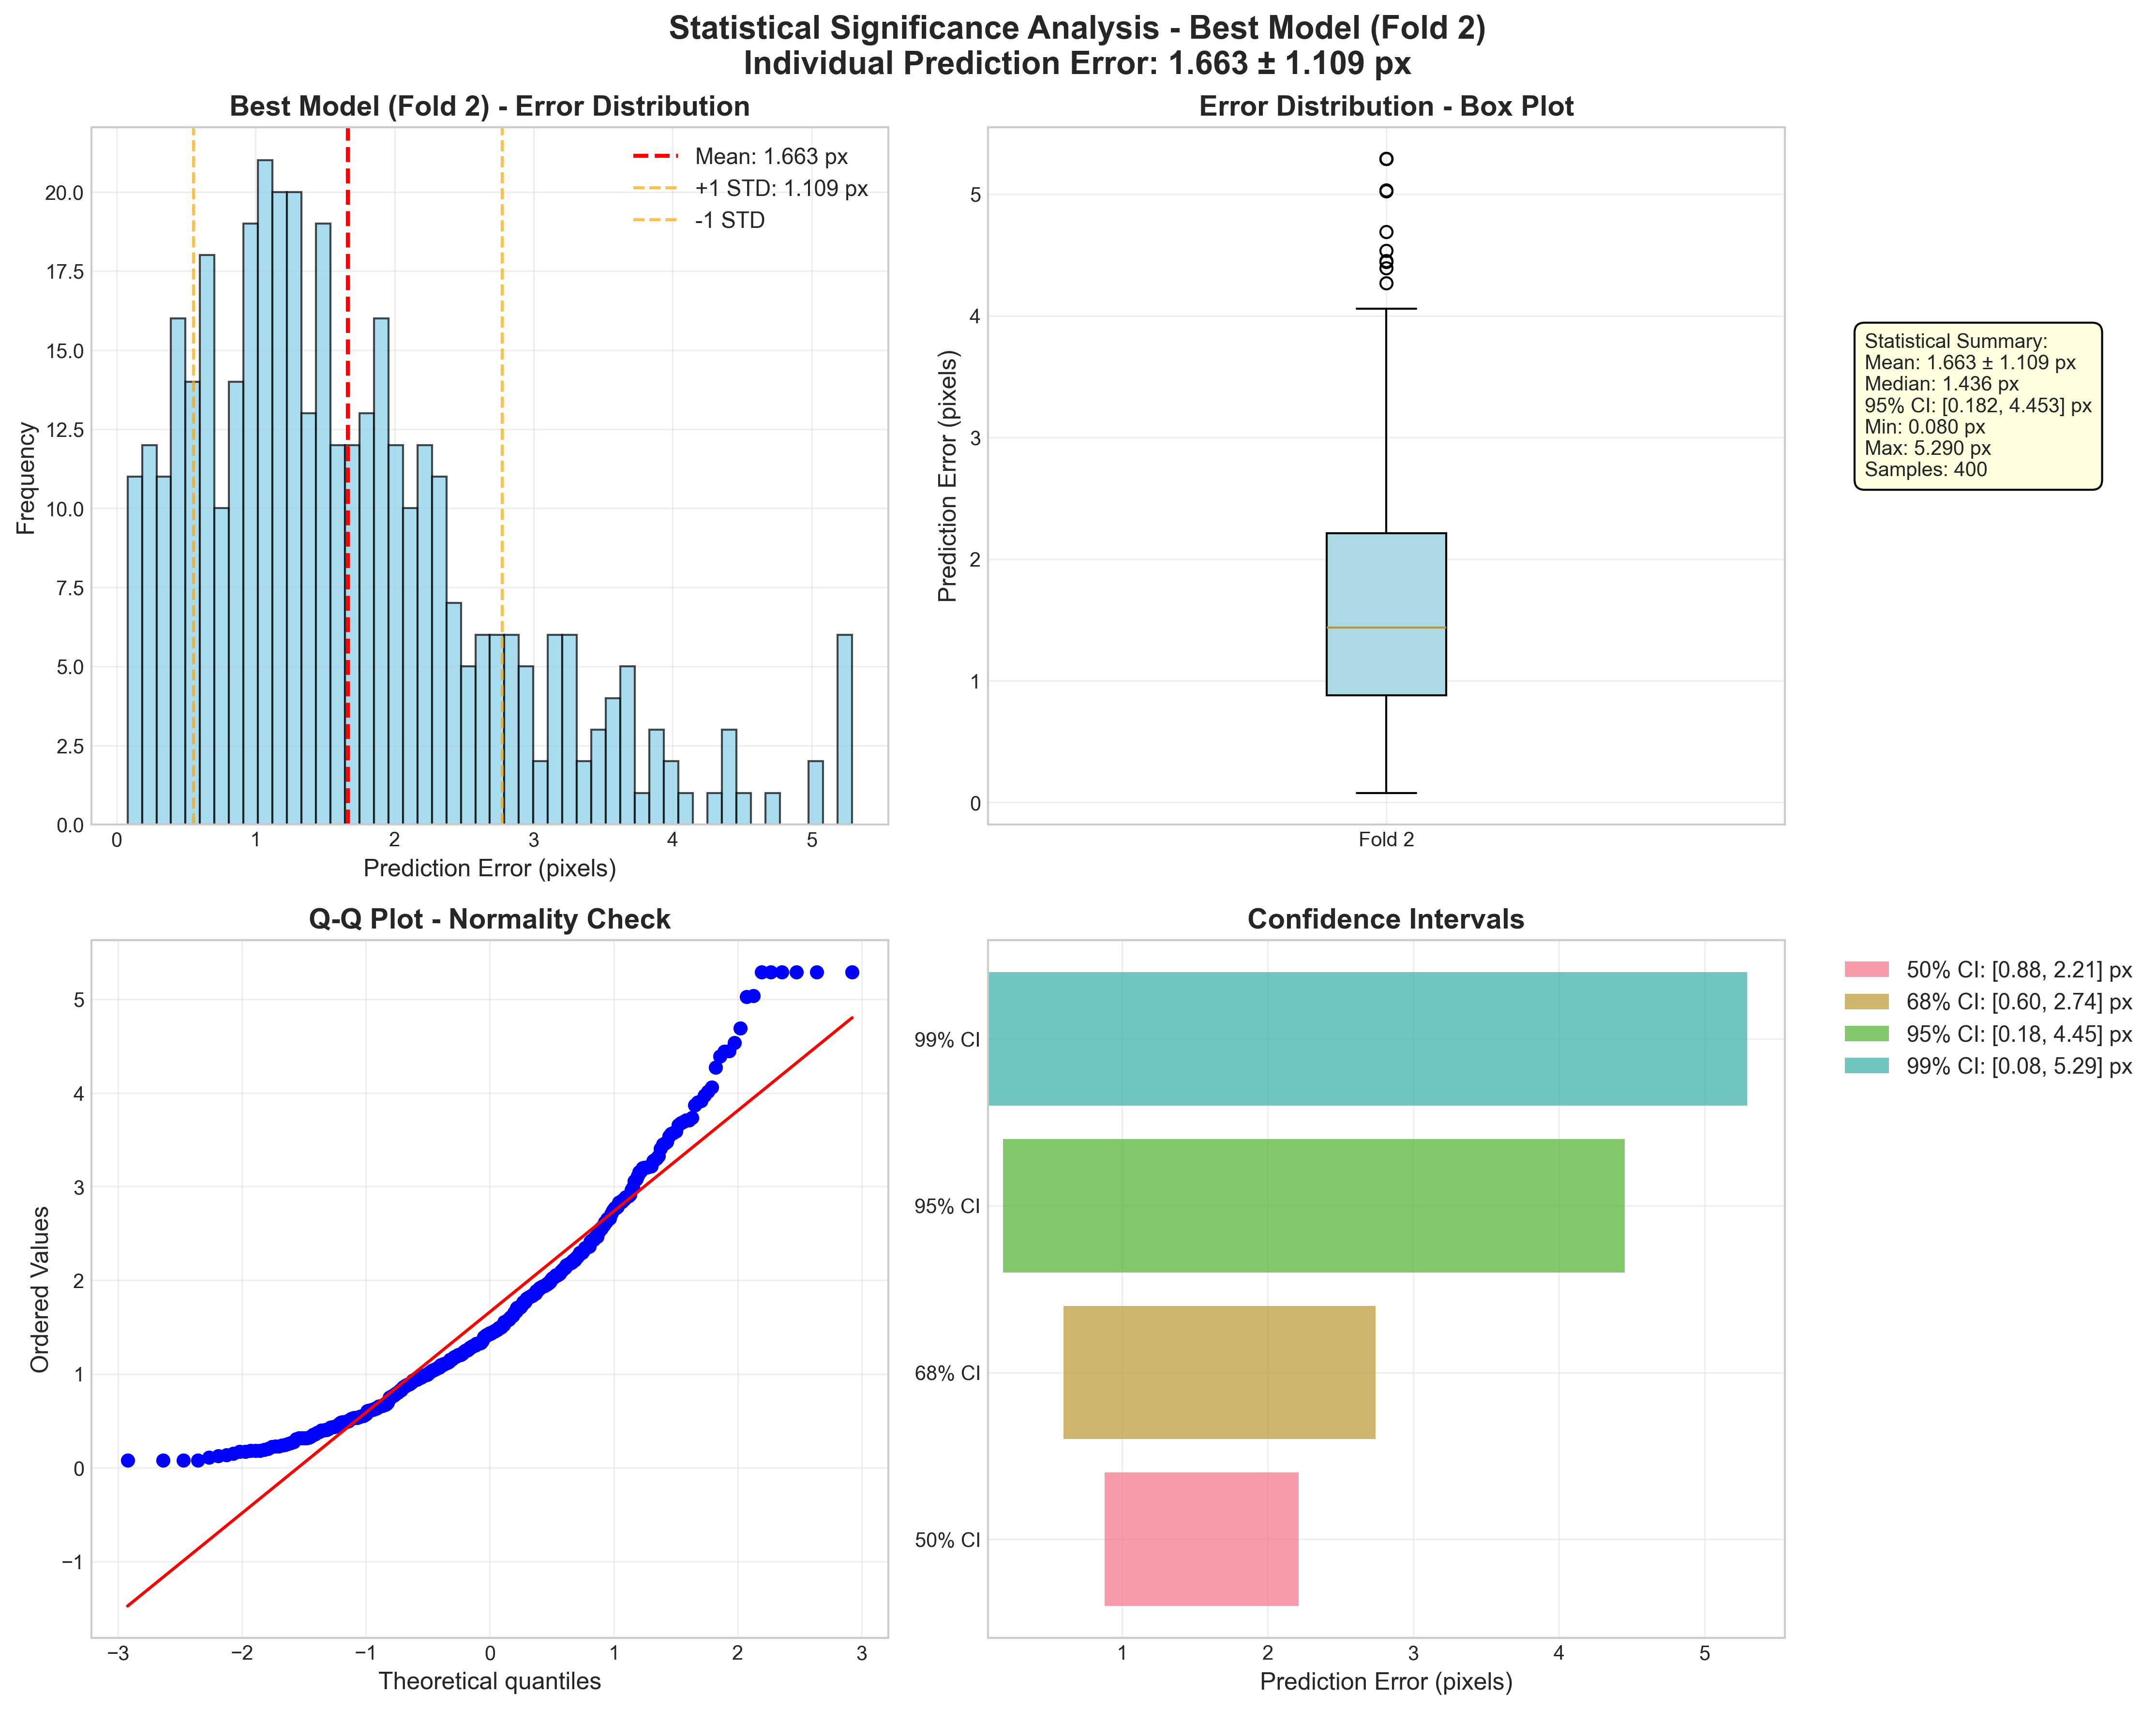 Statistical Significance Analysis - Best Model (Fold 2)
Individual Prediction Error: 1.663 ± 1.109 px
Best Model (Fold 2) - Error Distribution
Mean: 1.663 px
+1 STD: 1.109 px
-1 STD
20.0
17.5
15.0
12.5
10.0
7.5
5.0
2.5
0.0
Frequency
0 1 2 3 4 5
Prediction Error (pixels)
Error Distribution - Box Plot
5
4
3
2
1
0
Prediction Error (pixels)
Fold 2
Statistical Summary:
Mean: 1.663 ± 1.109 px
Median: 1.436 px
95% CI: [0.182, 4.453] px
Min: 0.080 px
Max: 5.290 px
Samples: 400
Q-Q Plot - Normality Check
5
4
3
2
1
0
−1
Ordered Values
−3 −2 −1 0 1 2 3
Theoretical quantiles
Confidence Intervals
99% CI
95% CI
68% CI
50% CI
1 2 3 4 5
Prediction Error (pixels)
50% CI: [0.88, 2.21] px
68% CI: [0.60, 2.74] px
95% CI: [0.18, 4.45] px
99% CI: [0.08, 5.29] px